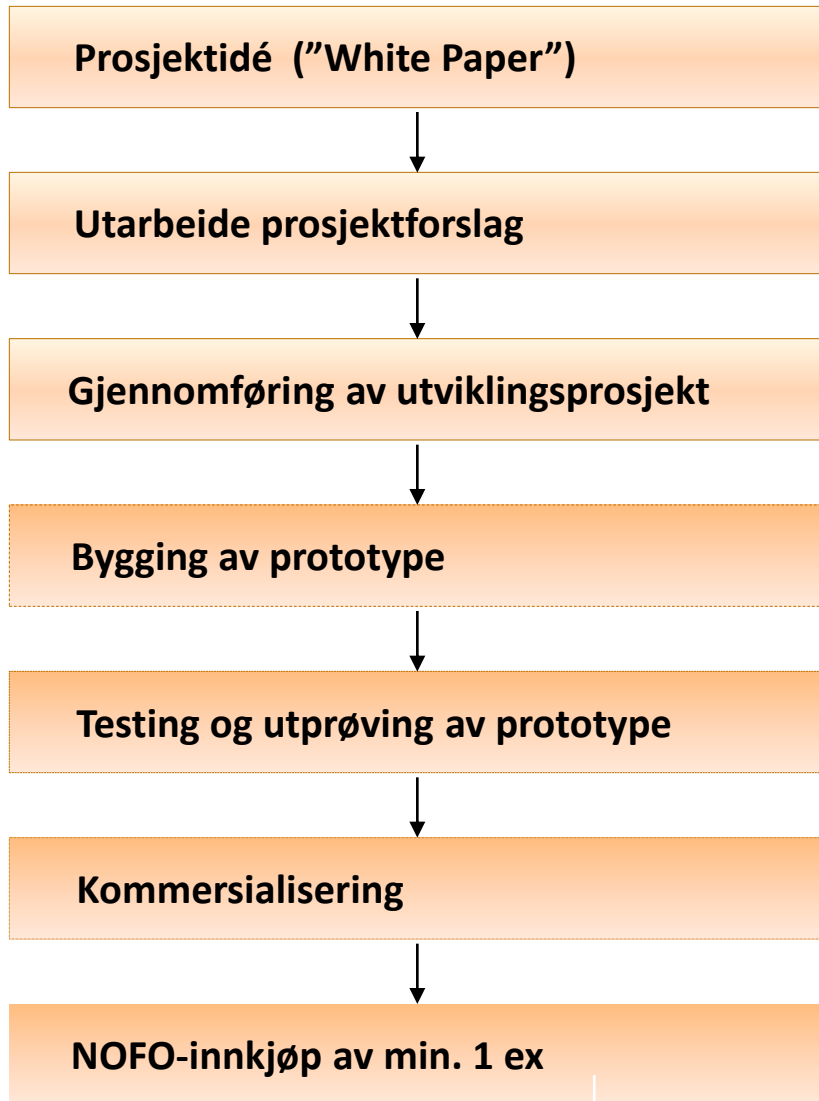 Prosjektidé  (”White Paper”)
Utarbeide prosjektforslag
Gjennomføring av utviklingsprosjekt
Bygging av prototype
Testing og utprøving av prototype
Kommersialisering
NOFO-innkjøp av min. 1 ex